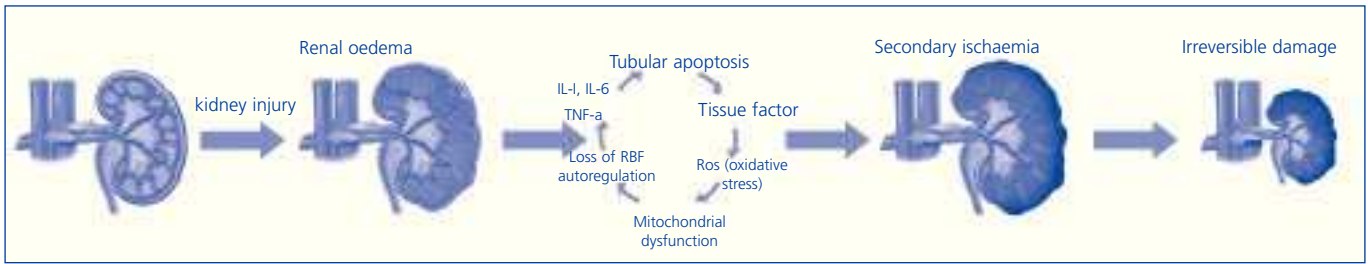 Renal oedema
Secondary ischaemia
Irreversible damage
kidney injury
Tubular apoptosis
IL-I, IL-6
TNF-a
Tissue factor
Loss of RBF
autoregulation
Ros (oxidative
stress)
Mitochondrial
dysfunction